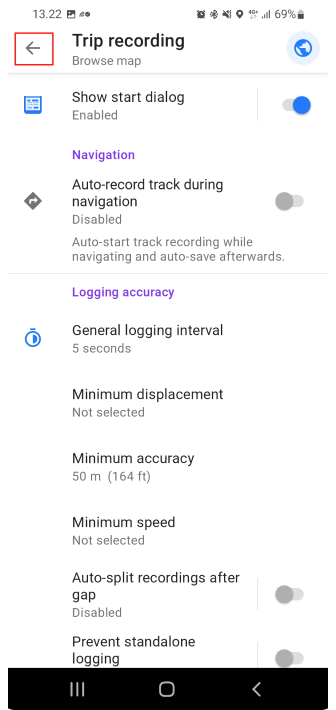 13.22 69%
Trip recording
Browse map
Show start dialog
Enabled
Navigation
Auto-record track during
navigation
Disabled
Auto-start track recording while
navigating and auto-save afterwards.
Logging accuracy
General logging interval
5 seconds
Minimum displacement
Not selected
Minimum accuracy
50 m (164 ft)
Minimum speed
Not selected
Auto-split recordings after
gap
Disabled
Prevent standalone
logging